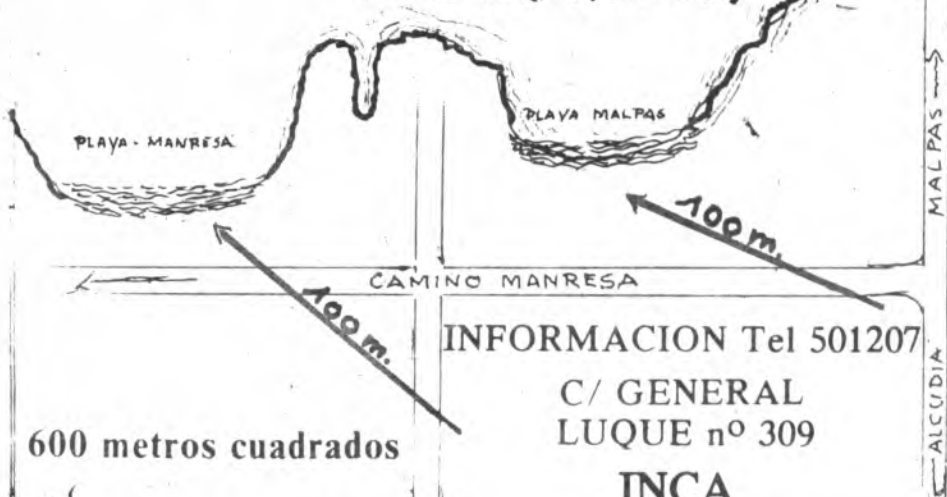 PLAYA - MANRESA
PLAYA MALPAS
MALPAS
100 m.
CAMINO MANRESA
100 m.
INFORMACION Tel 501207
C/ GENERAL
LUQUE nº 309
INCA
600 metros cuadrados
ALCUDIA